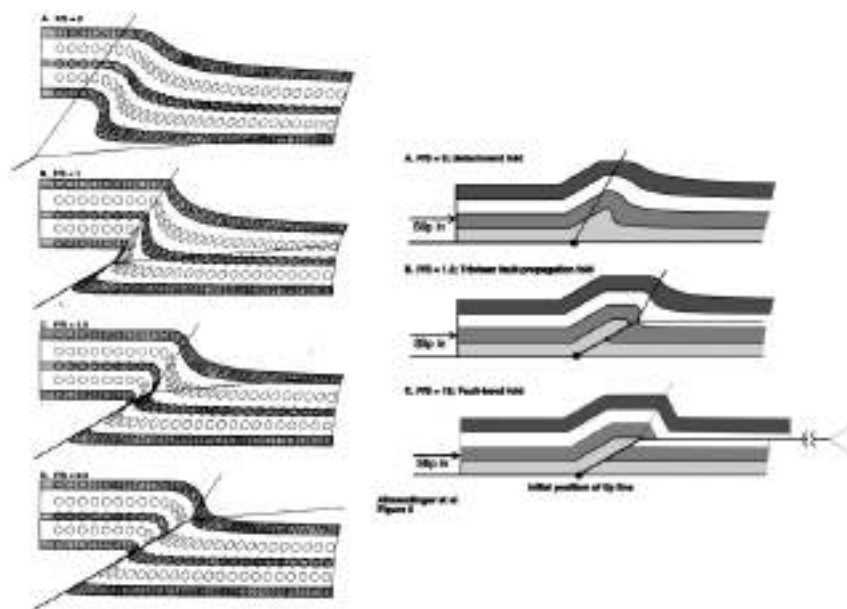 A. P/S = 0
B. P/S = 1
C. P/S = 1.5
A. P/S = 0; Detachment fold
Slip in
B. P/S = 1.5; Trishear fault-propagation fold
Slip in
C. P/S = 15; Fault-bend fold
Slip in
Initial position of tip line
Allmendinger et al
Figure